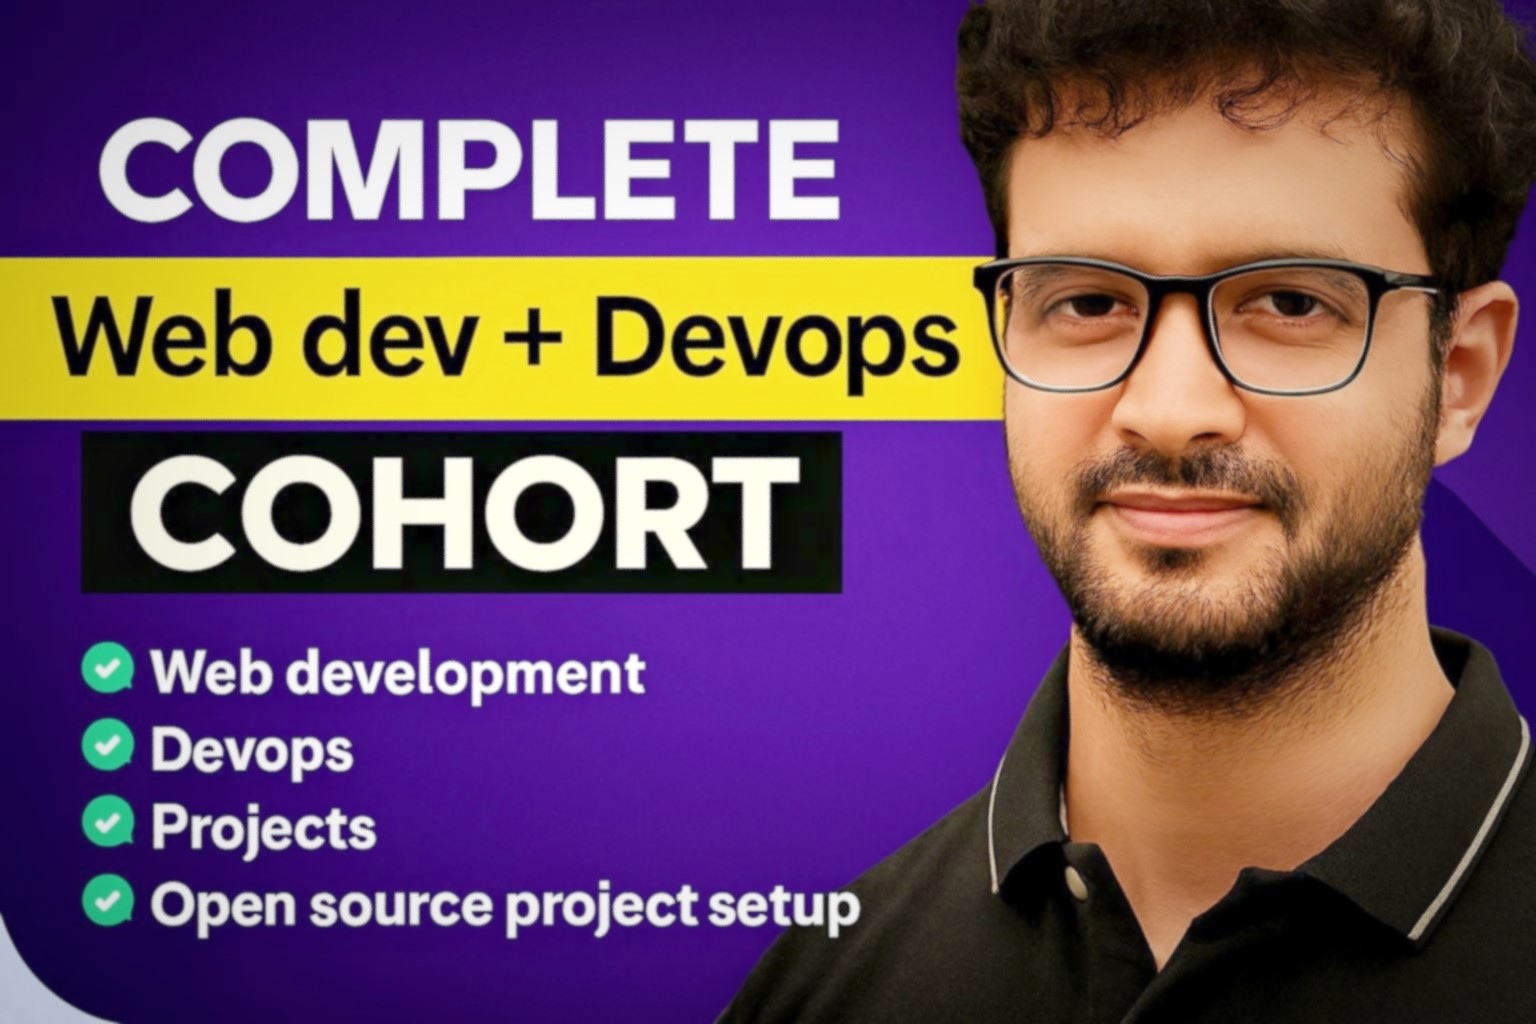 COMPLETE
Web dev + Devops
COHORT
Web development
Devops
Projects
Open source project setup